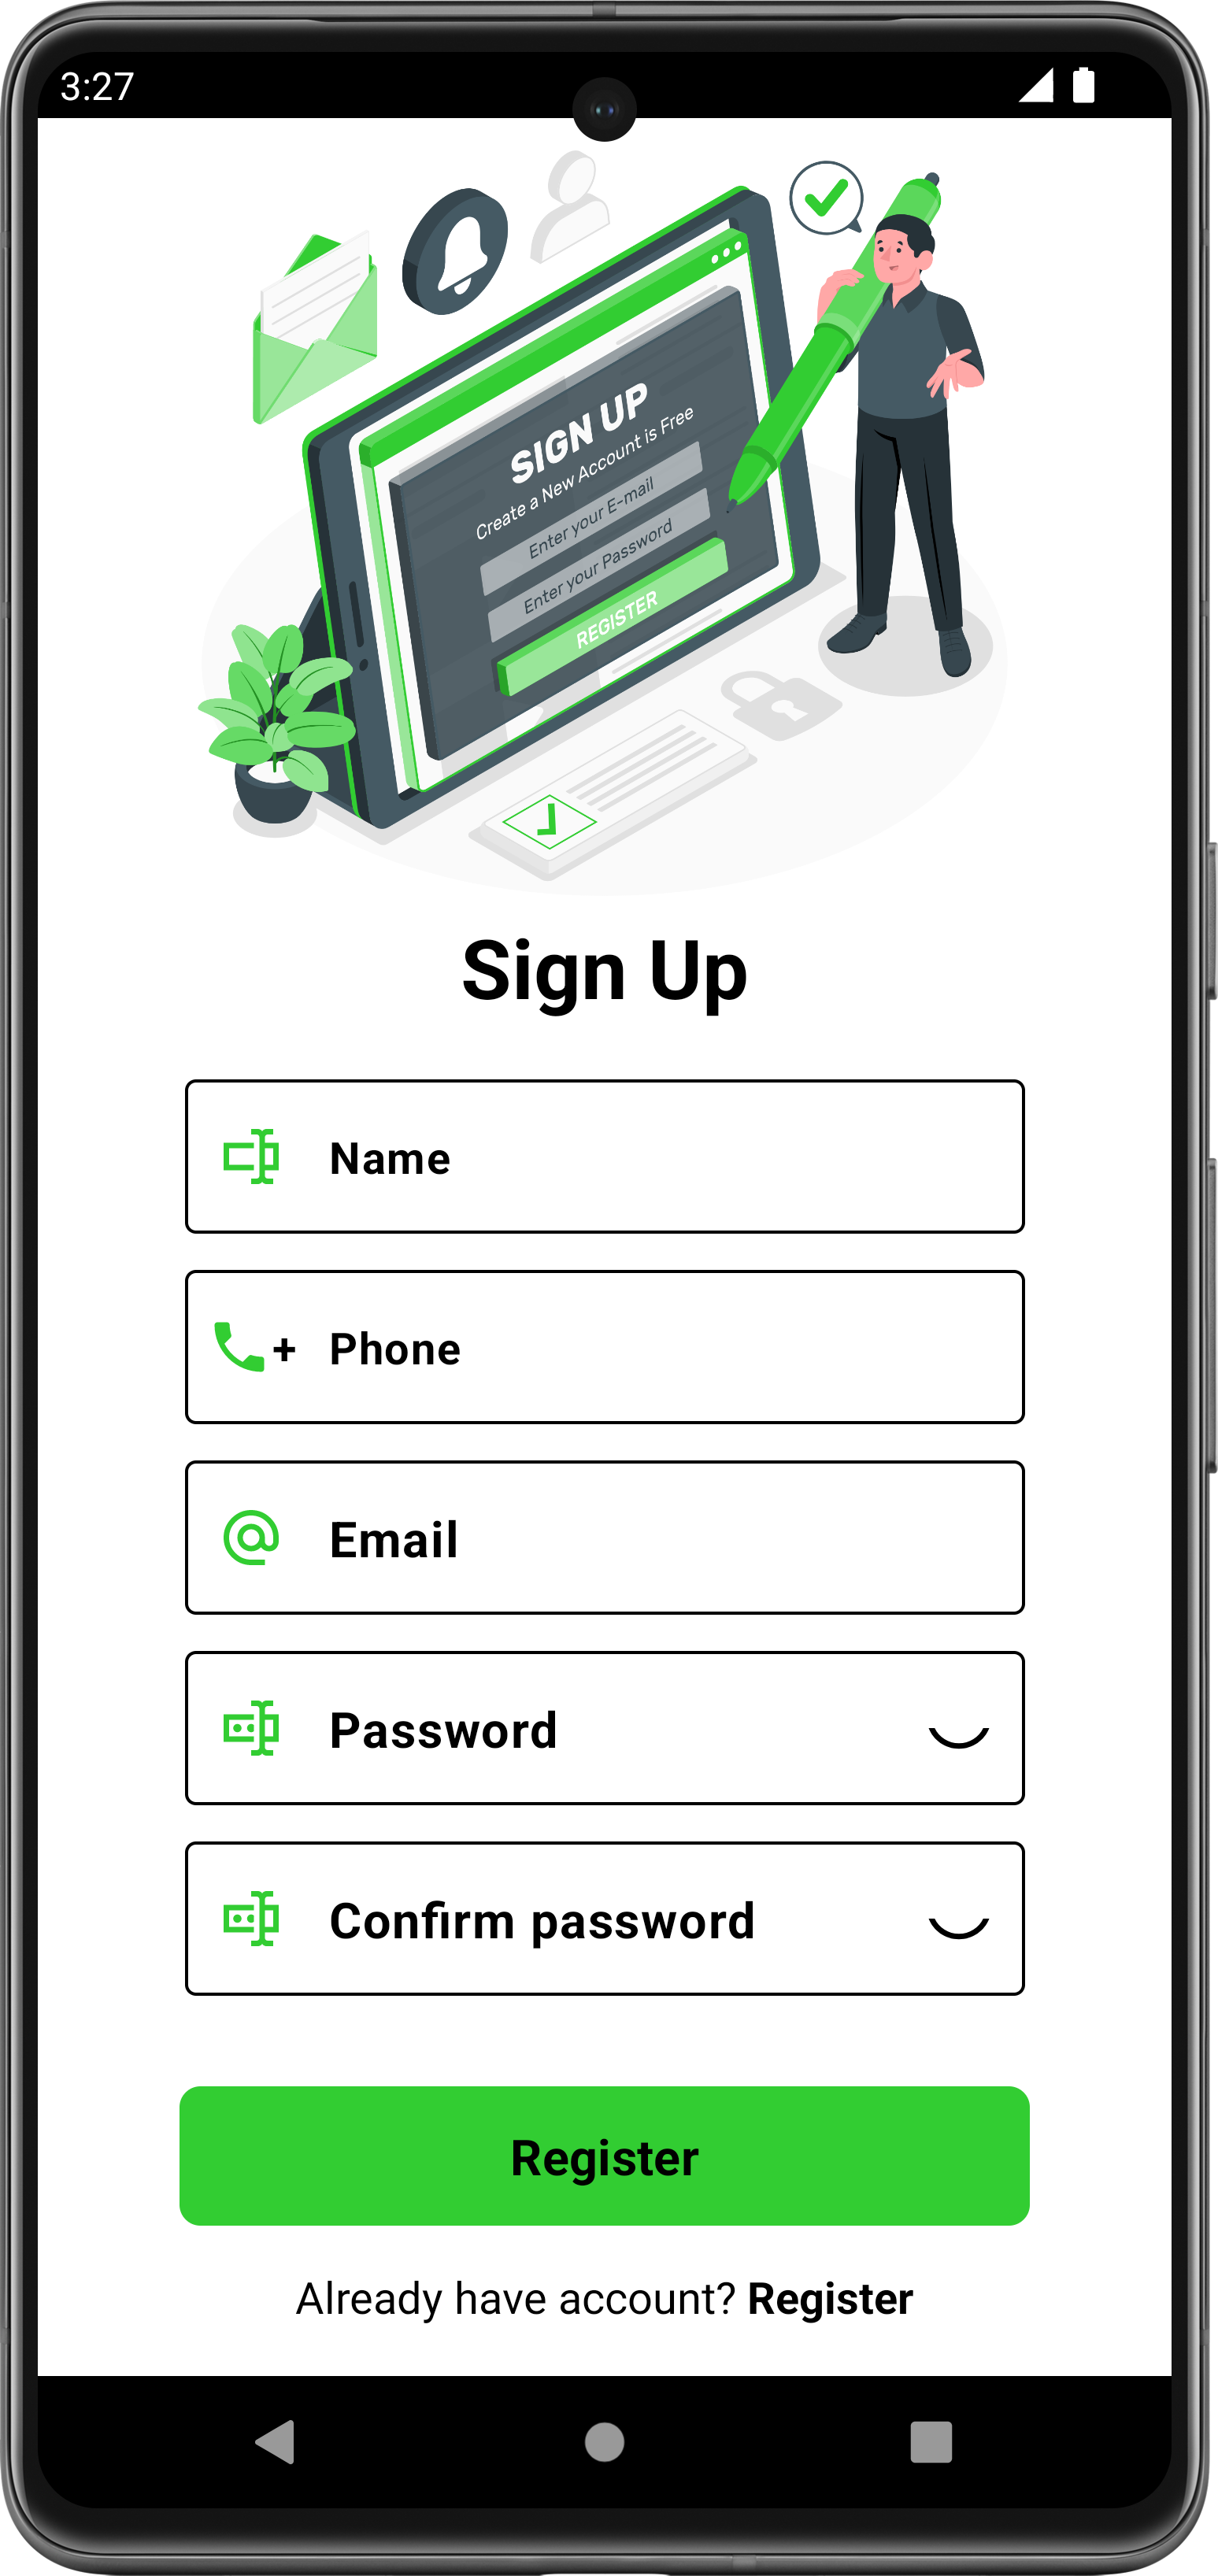 3:27
SIGN UP
Create a New Account is Free
Enter your E-mail
Enter your Password
REGISTER
Sign Up
Name
+ Phone
Email
Password
Confirm password
Register
Already have account? Register